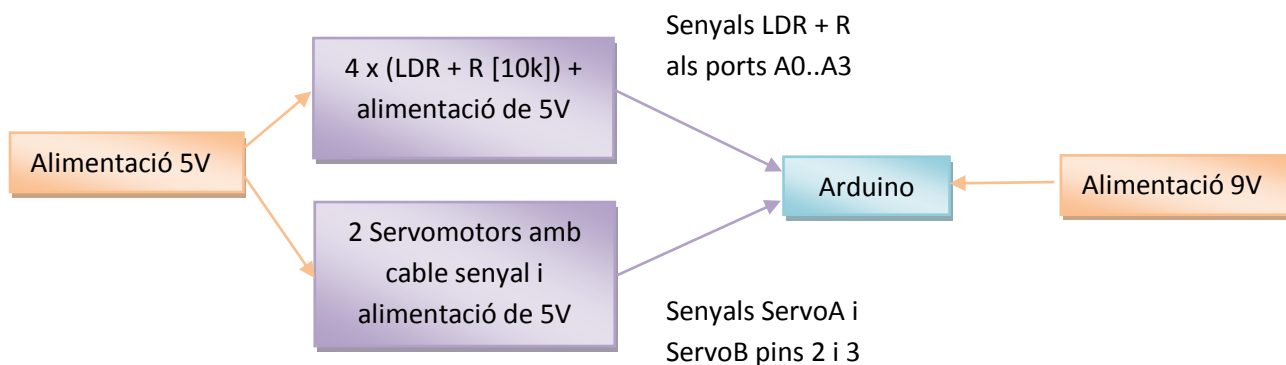 Senyals LDR + R
als ports A0..A3
4 x (LDR + R [10k]) +
alimentació de 5V
Alimentació 5V
Arduino
Alimentació 9V
2 Servomotors amb
cable senyal i
alimentació de 5V
Senyals ServoA i
ServoB pins 2 i 3